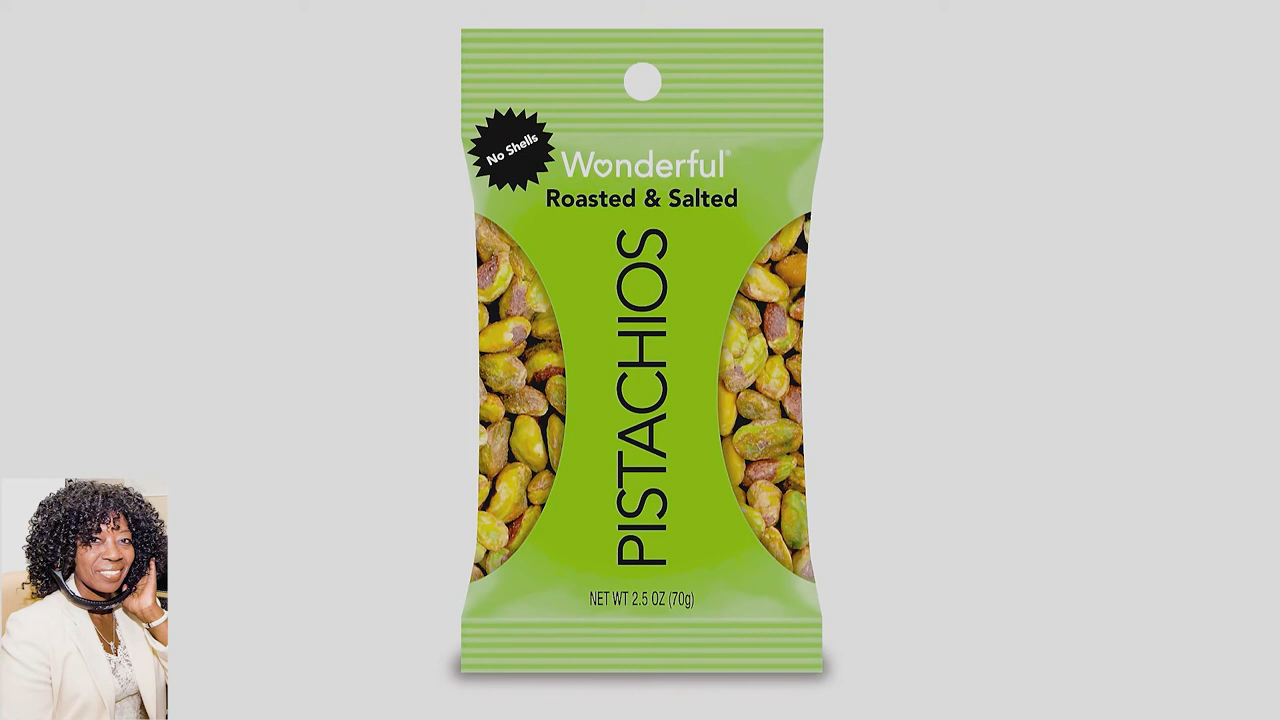 No Shells
Wonderful®
Roasted & Salted
PISTACHIOS
NET WT 2.5 OZ (70g)